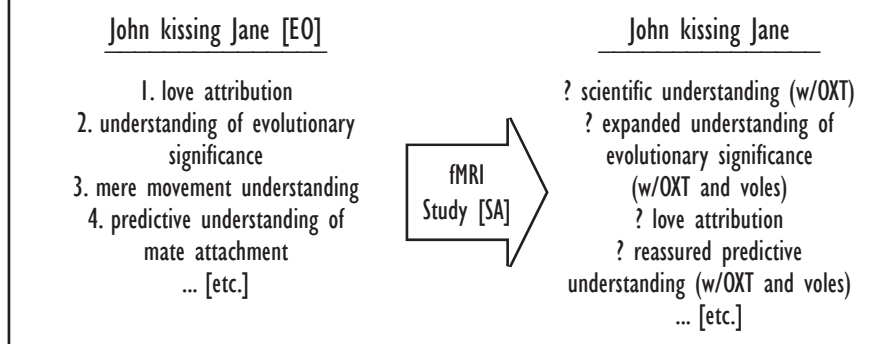 John kissing Jane [EO]
1. love attribution
2. understanding of evolutionary
significance
3. mere movement understanding
4. predictive understanding of
mate attachment
... [etc.]
fMRI
Study [SA]
John kissing Jane
? scientific understanding (w/OXT)
? expanded understanding of
evolutionary significance
(w/OXT and voles)
? love attribution
? reassured predictive
understanding (w/OXT and voles)
... [etc.]